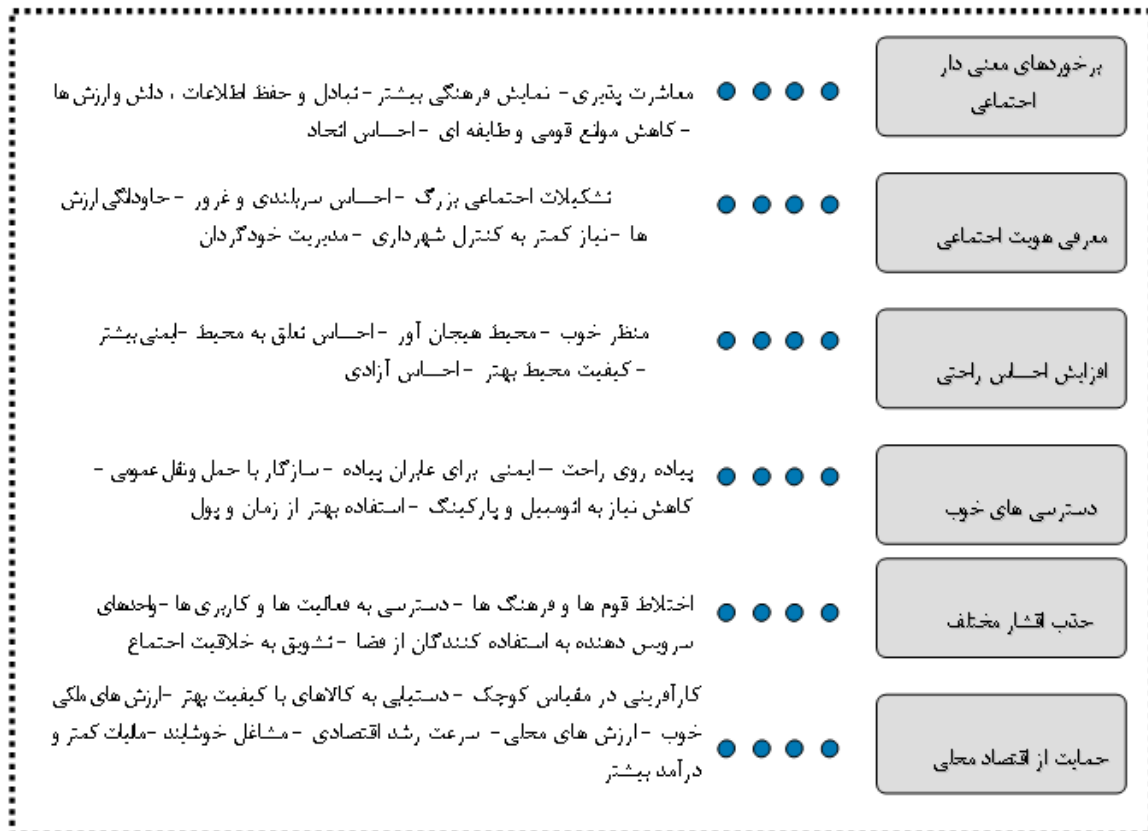 برخوردهای معنی دار
اجتماعی
معاشرت پذیری- نمایش فرهنگی بیشتر -تبادل و حفظ اطلاعات ، دانش وارزش ها
-کاهش موانع قومی و طایفه ای -احساس اتحاد
معرفی هویت اجتماعی
تشکیلات اجتماعی بزرگ -احساس سربلندی و غرور -جاودانگی ارزش
ها -نیاز کمتر به کنترل شهرداری -مدیریت خودگردان
افزایش احساس راحتی
منظر خوب -محیط هیجان آور -احساس تعلق به محیط -ایمنی بیشتر
-کیفیت محیط بهتر -احساس آزادی
دسترسی های خوب
پیاده روی راحت –ایمنی برای عابران پیاده -سازگار با حمل ونقل عمومی -
کاهش نیاز به اتومبیل و پارکینگ -استفاده بهتر از زمان و پول
جذب اقشار مختلف
اختلاط قوم ها و فرهنگ ها -دسترسی به فعالیت ها و کاربری ها -واحدهای
سرویس دهنده به استفاده کنندگان از فضا -تشویق به خلاقیت اجتماع
حمایت از اقتصاد محلی
کارآفرینی در مقیاس کوچک -دستیابی به کالاهای با کیفیت بهتر -ارزش های ملکی
خوب -ارزش های محلی- سرعت رشد اقتصادی -مشاغل خوشایند -مالیات کمتر و
درآمد بیشتر